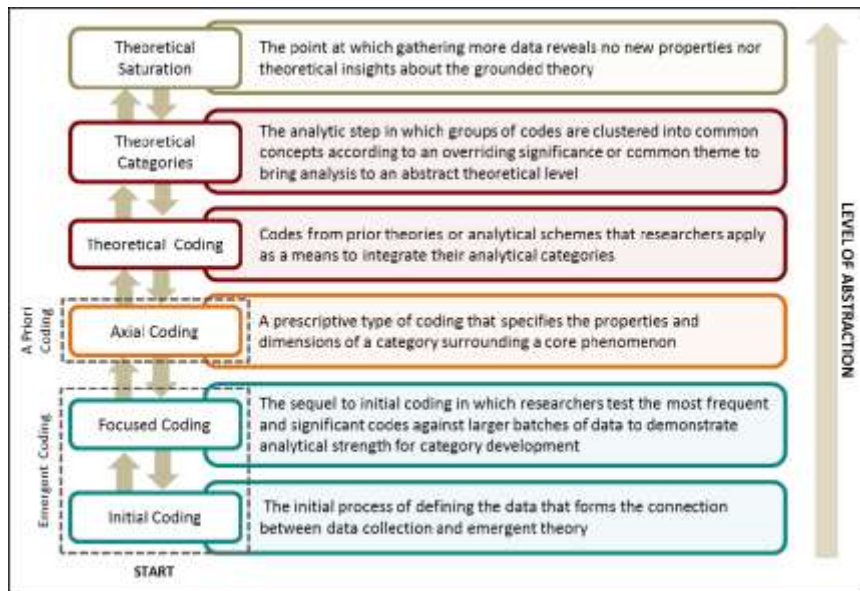 Theoretical
Saturation
The point at which gathering more data reveals no new properties nor
theoretical insights about the grounded theory
Theoretical
Categories
The analytic step in which groups of codes are clustered into common
concepts according to an overriding significance or common theme to
bring analysis to an abstract theoretical level
Theoretical Coding
Codes from prior theories or analytical schemes that researchers apply
as a means to integrate their analytical categories
A Priori
Coding
Axial Coding
A prescriptive type of coding that specifies the properties and
dimensions of a category surrounding a core phenomenon
Emergent Coding
Focused Coding
The sequel to initial coding in which researchers test the most frequent
and significant codes against larger batches of data to demonstrate
analytical strength for category development
Initial Coding
The initial process of defining the data that forms the connection
between data collection and emergent theory
START
LEVEL OF ABSTRACTION